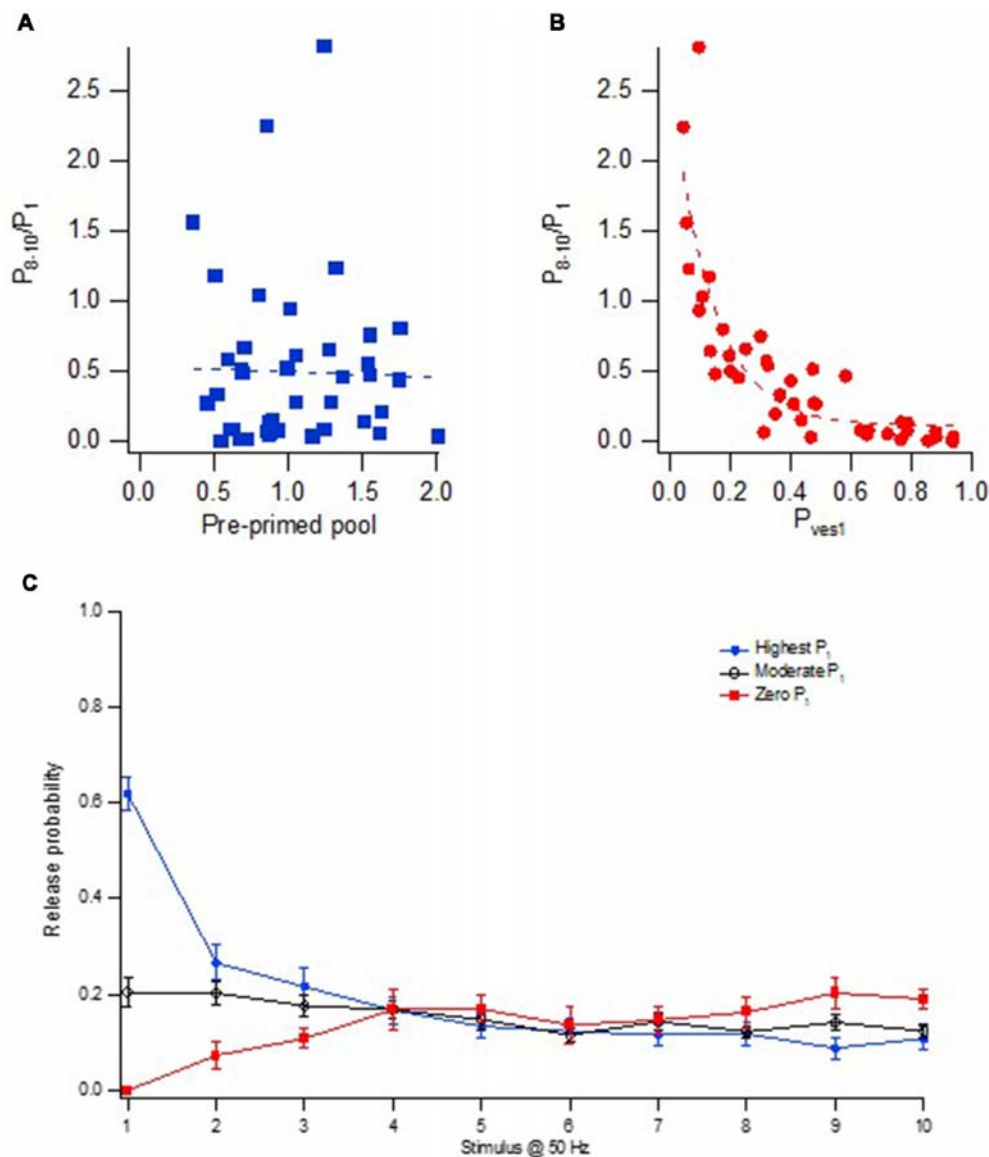 A
P8-10/P1
2.5
2.0
1.5
1.0
0.5
0.0
0.0 0.5 1.0 1.5 2.0
Pre-primed pool
B
P8-10/P1
2.5
2.0
1.5
1.0
0.5
0.0
0.0 0.2 0.4 0.6 0.8 1.0
Pves1
C
Release probability
1.0
0.8
0.6
0.4
0.2
0.0
Highest P1
Moderate P1
Zero P1
1 2 3 4 5 6 7 8 9 10
Stimulus @ 50 Hz